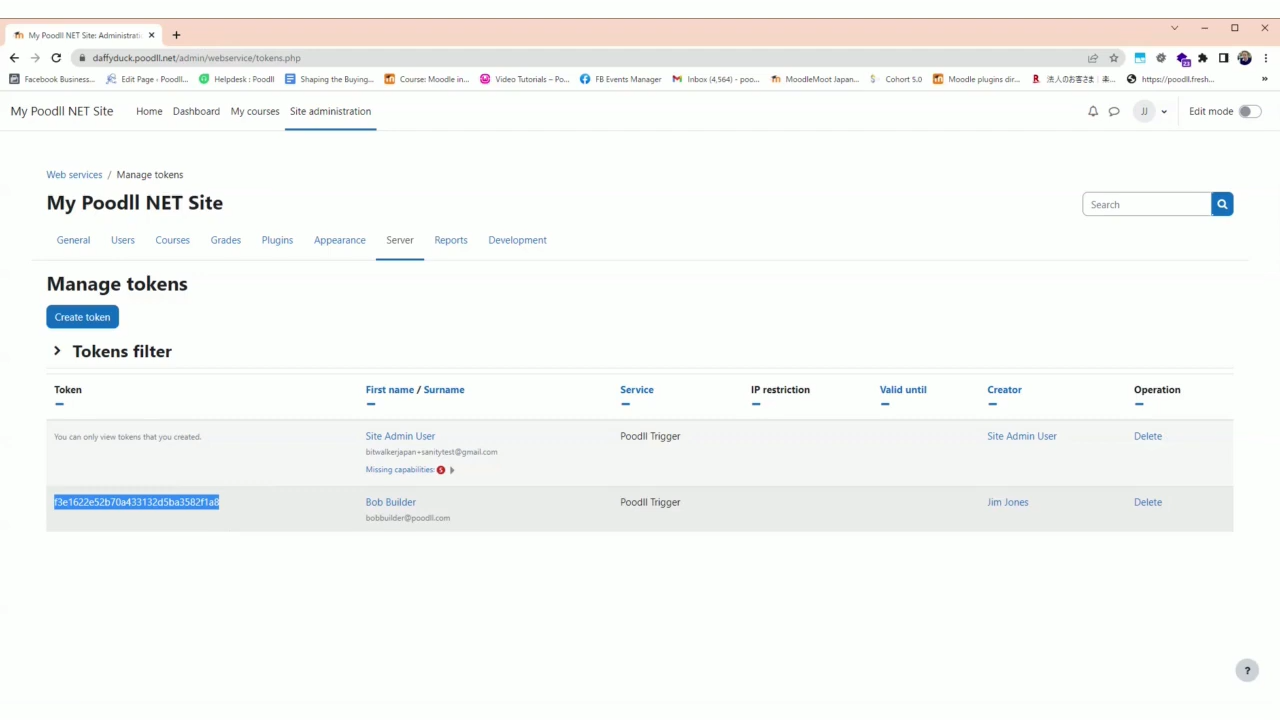 My Poodll NET Site: Administrati
daffyduck.poodll.net/admin/webservice/tokens.php
Facebook Business... Edit Page ‹ Poodll... Helpdesk : Poodll Shaping the Buying... Course: Moodle in... Video Tutorials – Po... FB Events Manager Inbox (4,564) - poo... MoodleMoot Japan... Cohort 5.0 Moodle plugins dir... 法人のお客さま｜楽... https://poodll.fresh...
My Poodll NET Site Home Dashboard My courses Site administration JJ Edit mode
Web services / Manage tokens
My Poodll NET Site
Search
General Users Courses Grades Plugins Appearance Server Reports Development
Manage tokens
Create token
Tokens filter
Token First name / Surname Service IP restriction Valid until Creator Operation
You can only view tokens that you created. Site Admin User Poodll Trigger Site Admin User Delete
bitwalkerjapan+sanitytest@gmail.com
Missing capabilities: 5
f3e1622e52b70a433132d5ba3582f1a8 Bob Builder Poodll Trigger Jim Jones Delete
bobbuilder@poodll.com
?